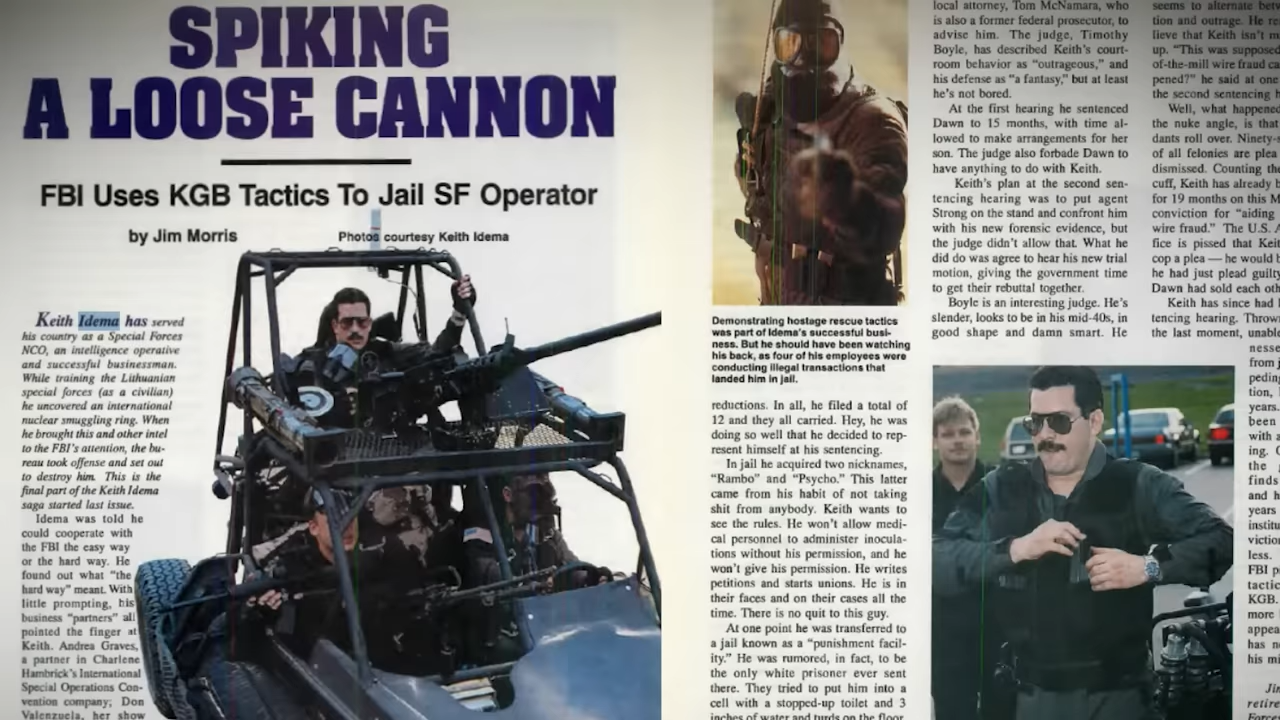 SPIKING
A LOOSE CANNON
FBI Uses KGB Tactics To Jail SF Operator
by Jim Morris
Photos courtesy Keith Idema
Keith Idema has served
his country as a Special Forces
NCO, an intelligence operative
and successful businessman.
While training the Lithuanian
special forces (as a civilian)
he uncovered an international
nuclear smuggling ring. When
he brought this and other intel
to the FBI's attention, the bu-
reau took offense and set out
to destroy him. This is the
final part of the Keith Idema
saga started last issue.
Idema was told he
could cooperate with
the FBI the easy way
or the hard way. He
found out what "the
hard way" meant. With
little prompting, his
business "partners" all
pointed the finger at
Keith. Andrea Graves,
a partner in Charlene
Hambrick's International
Special Operations Con-
vention company; Don
Valenzuela, her show
Demonstrating hostage rescue tactics
was part of Idema's successful busi-
ness. But he should have been watching
his back, as four of his employees were
conducting illegal transactions that
landed him in jail.
reductions. In all, he filed a total of
12 and they all carried. Hey, he was
doing so well that he decided to rep-
resent himself at his sentencing.
In jail he acquired two nicknames,
"Rambo" and "Psycho." This latter
came from his habit of not taking
shit from anybody. Keith wants to
see the rules. He won't allow medi-
cal personnel to administer inocula-
tions without his permission, and he
won't give his permission. He writes
petitions and starts unions. He is in
their faces and on their cases all the
time. There is no quit to this guy.
At one point he was transferred to
a jail known as a "punishment facil-
ity." He was rumored, in fact, to be
the only white prisoner ever sent
there. They tried to put him into a
cell with a stopped-up toilet and 3
inches of water and turds on the floor.
local attorney, Tom McNamara, who
is also a former federal prosecutor, to
advise him. The judge, Timothy
Boyle, has described Keith's court-
room behavior as "outrageous," and
his defense as "a fantasy," but at least
he's not bored.
At the first hearing he sentenced
Dawn to 15 months, with time al-
lowed to make arrangements for her
son. The judge also forbade Dawn to
have anything to do with Keith.
Keith's plan at the second sen-
tencing hearing was to put agent
Strong on the stand and confront him
with his new forensic evidence, but
the judge didn't allow that. What he
did do was agree to hear his new trial
motion, giving the government time
to get their rebuttal together.
Boyle is an interesting judge. He's
slender, looks to be in his mid-40s, in
good shape and damn smart. He
seems to alternate betw
tion and outrage. He re
lieve that Keith isn't m
up. "This was supposed
of-the-mill wire fraud ca
pened?" he said at one
the second sentencing h
Well, what happened
the nuke angle, is that
dants roll over. Ninety-
of all felonies are plea
dismissed. Counting the
cuff, Keith has already b
for 19 months on this M
conviction for "aiding
wire fraud." The U.S. A
fice is pissed that Keit
cop a plea — he would b
he had just plead guilty
Dawn had sold each oth
Keith has since had
tencing hearing. Thrown
the last moment, unable
nesse
from j
peding
tion,
years.
been
with a
ing. C
the
finds
and h
years
institu
viction
less.
FBI p
tactic
KGB.
more
appea
has n
his mi